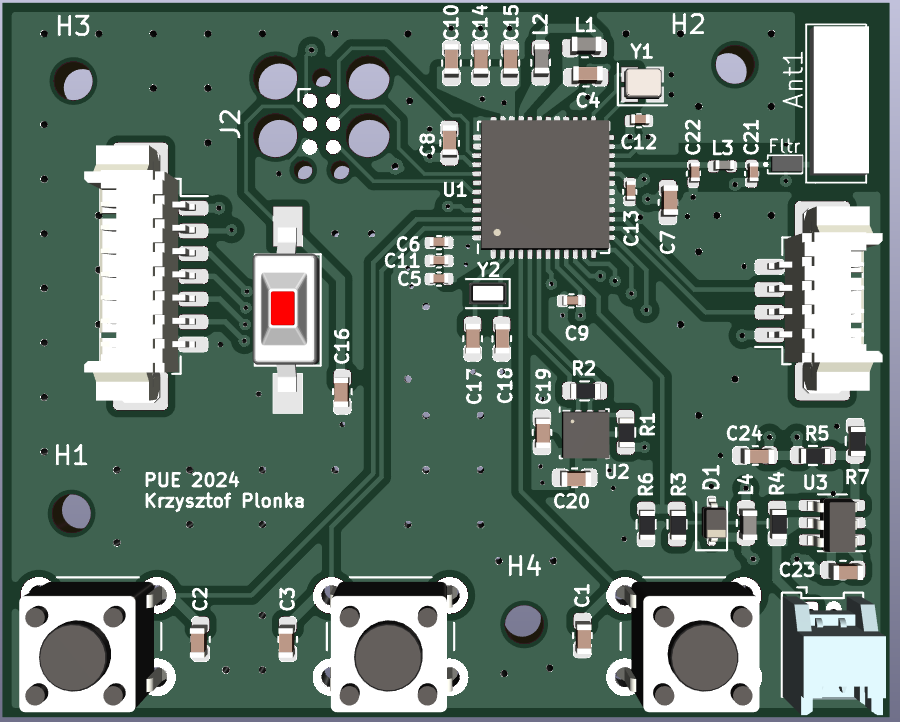 H3
C10
C14
C15
L2
L1
H2
Y1
Ant1
J2
C4
C12
C8
C22
L3
C21
Fltr
U1
C13
C7
C6
C11
C5
Y2
C9
C16
C17
C18
C19
R2
R1
U2
C20
H1
PUE 2024
Krzysztof Plonka
C24
R5
R7
R6
R3
D1
L4
R4
U3
C23
H4
C2
C3
C1